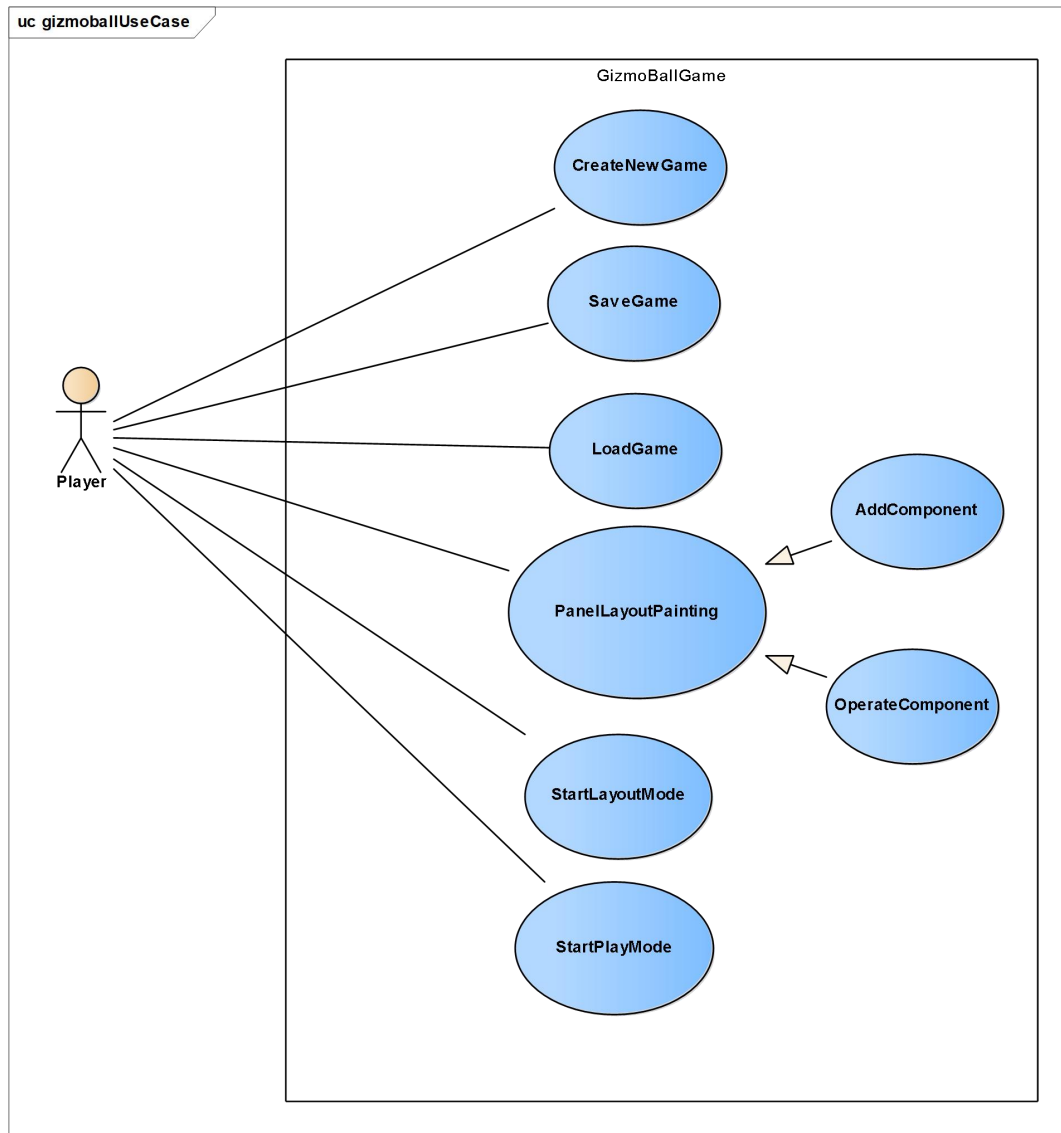 uc gizmoballUseCase
GizmoBallGame
CreateNewGame
SaveGame
LoadGame
Player
AddComponent
PanelLayoutPainting
OperateComponent
StartLayoutMode
StartPlayMode